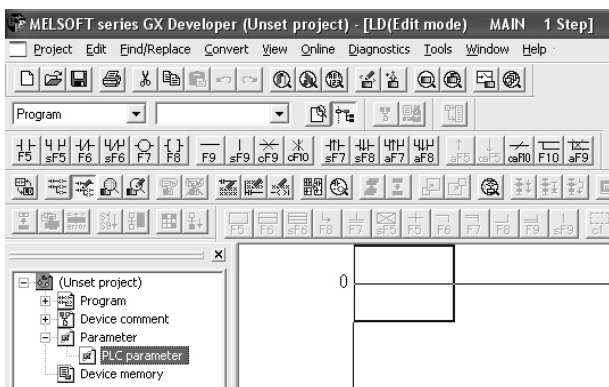 MELSOFT series GX Developer (Unset project) - [LD(Edit mode) MAIN 1 Step]
Project Edit Find/Replace Convert View Online Diagnostics Tools Window Help
Program
F5 sF5 F6 sF6 F7 F8 F9 sF9 cF9 cF10 sF7 sF8 aF7 aF8 aF5 caF5 caF10 F10 aF9
error
F5 F6 sF6 F8 F7 sF7 F5 F6 F7 F8 F9 sF9 cf1
0
(Unset project)
Program
Device comment
Parameter
PLC parameter
Device memory